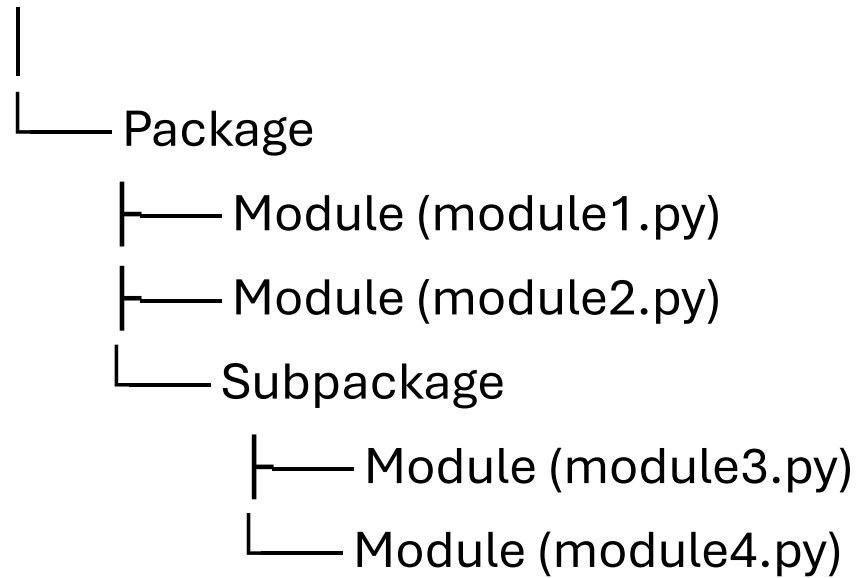 Package
Module (module1.py)
Module (module2.py)
Subpackage
Module (module3.py)
Module (module4.py)